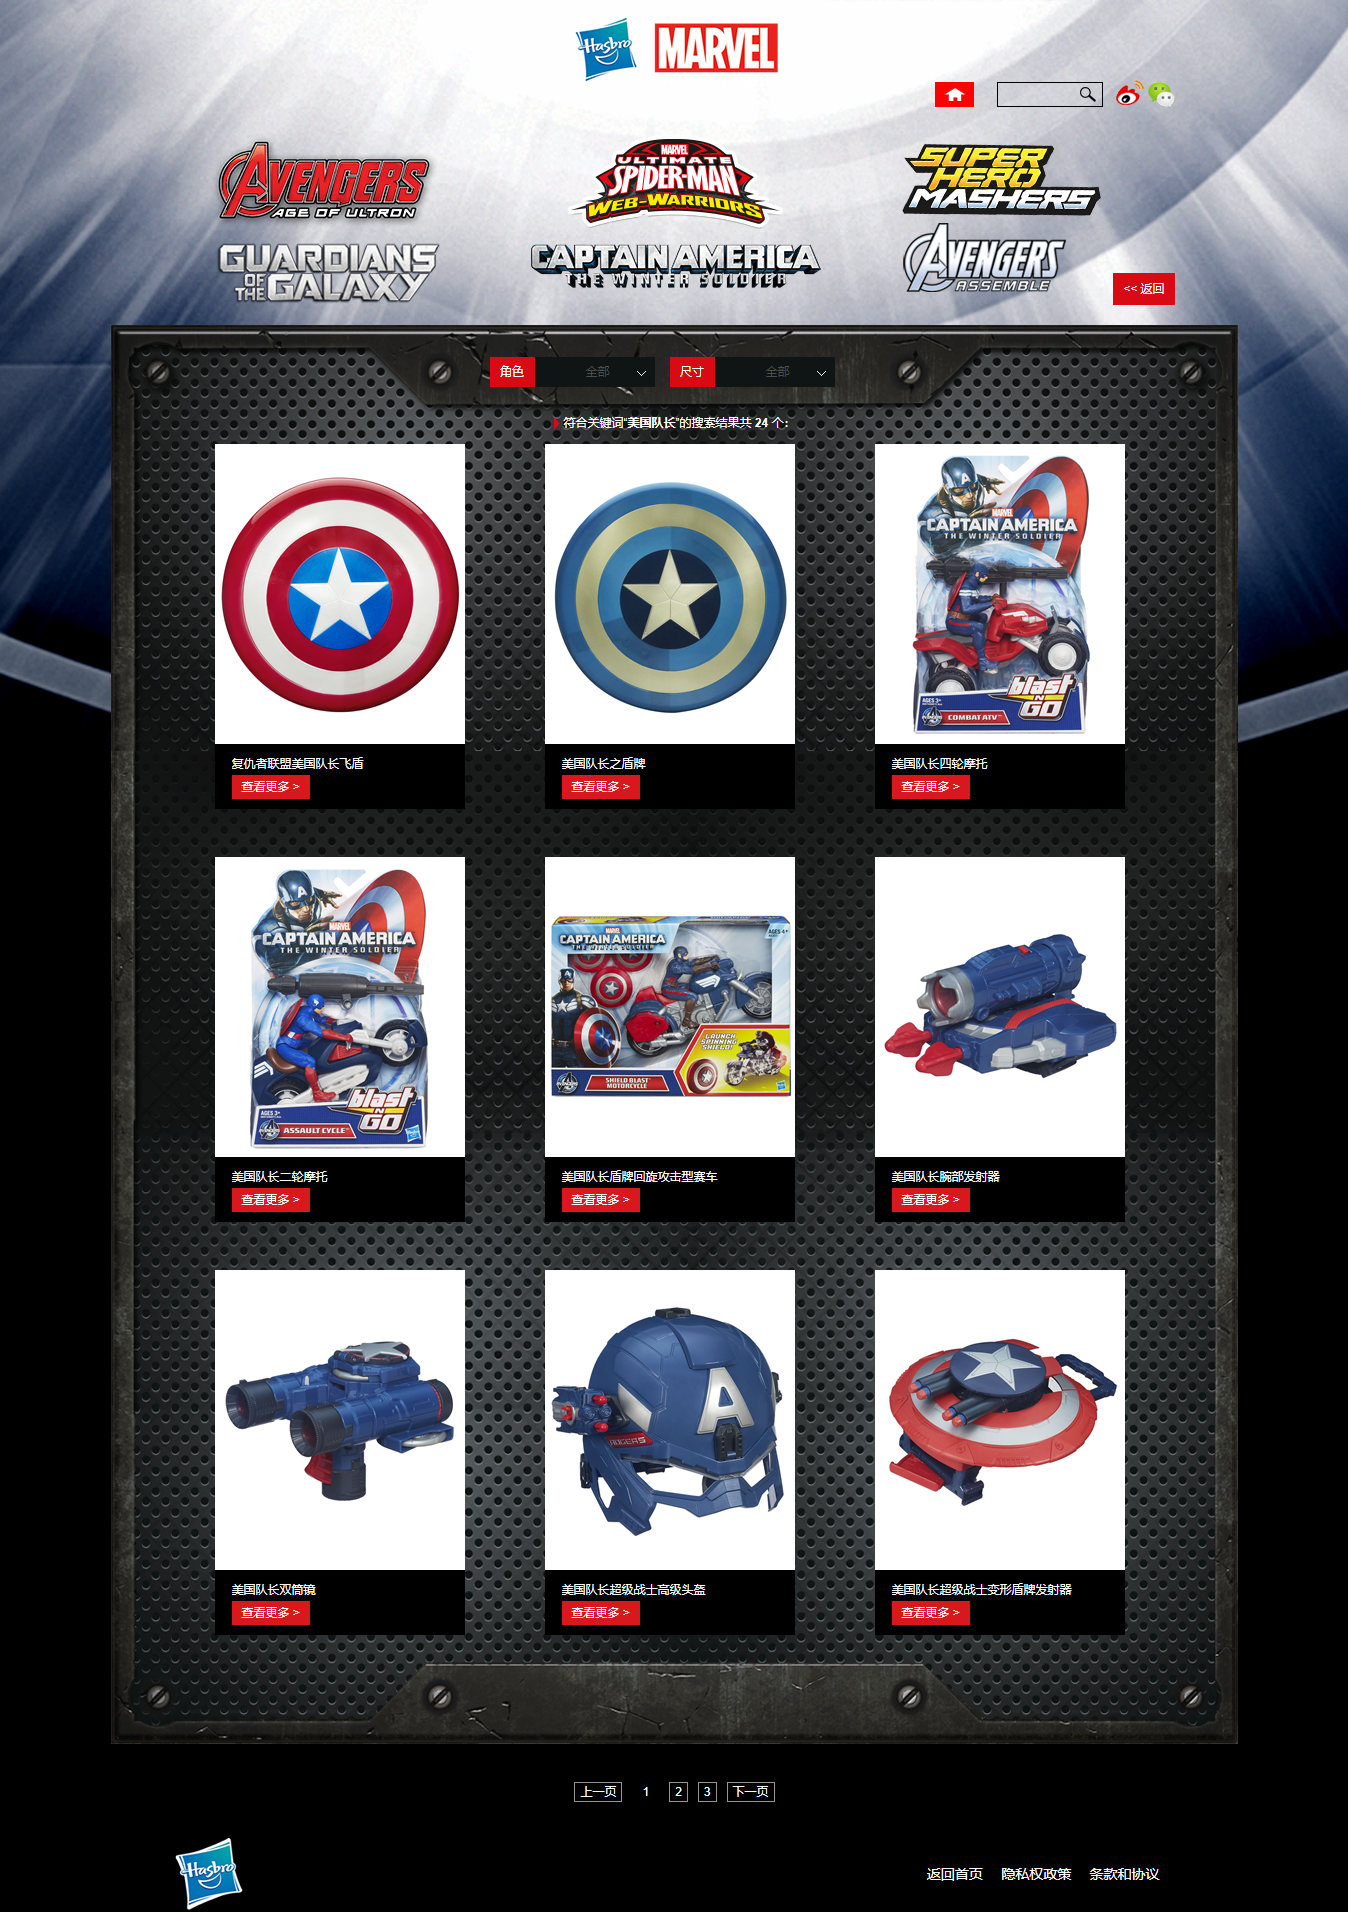 Hasbro
MARVEL
AVENGERS
AGE OF ULTRON
MARVEL
ULTIMATE
SPIDER-MAN
WEB-WARRIORS
SUPER
HERO
MASHERS
GUARDIANS
OF THE GALAXY
CAPTAIN AMERICA
THE WINTER SOLDIER
AVENGERS
ASSEMBLE
<< 返回
角色 全部 尺寸 全部
符合关键词“美国队长”的搜索结果共 24 个:
MARVEL
CAPTAIN AMERICA
THE WINTER SOLDIER
blast
N
GO
AGES 3+
COMBAT ATV
复仇者联盟美国队长飞盾
查看更多 >
美国队长之盾牌
查看更多 >
美国队长四轮摩托
查看更多 >
MARVEL
CAPTAIN AMERICA
THE WINTER SOLDIER
blast
N
GO
AGES 3+
ASSAULT CYCLE
MARVEL
CAPTAIN AMERICA
THE WINTER SOLDIER
AGES 4+
LAUNCH
SPINNING
SHIELD!
SHIELD BLAST
MOTORCYCLE
美国队长二轮摩托
查看更多 >
美国队长盾牌回旋攻击型赛车
查看更多 >
美国队长腕部发射器
查看更多 >
A
ROGERS
美国队长双筒镜
查看更多 >
美国队长超级战士高级头盔
查看更多 >
美国队长超级战士变形盾牌发射器
查看更多 >
上一页 1 2 3 下一页
Hasbro
返回首页 隐私权政策 条款和协议